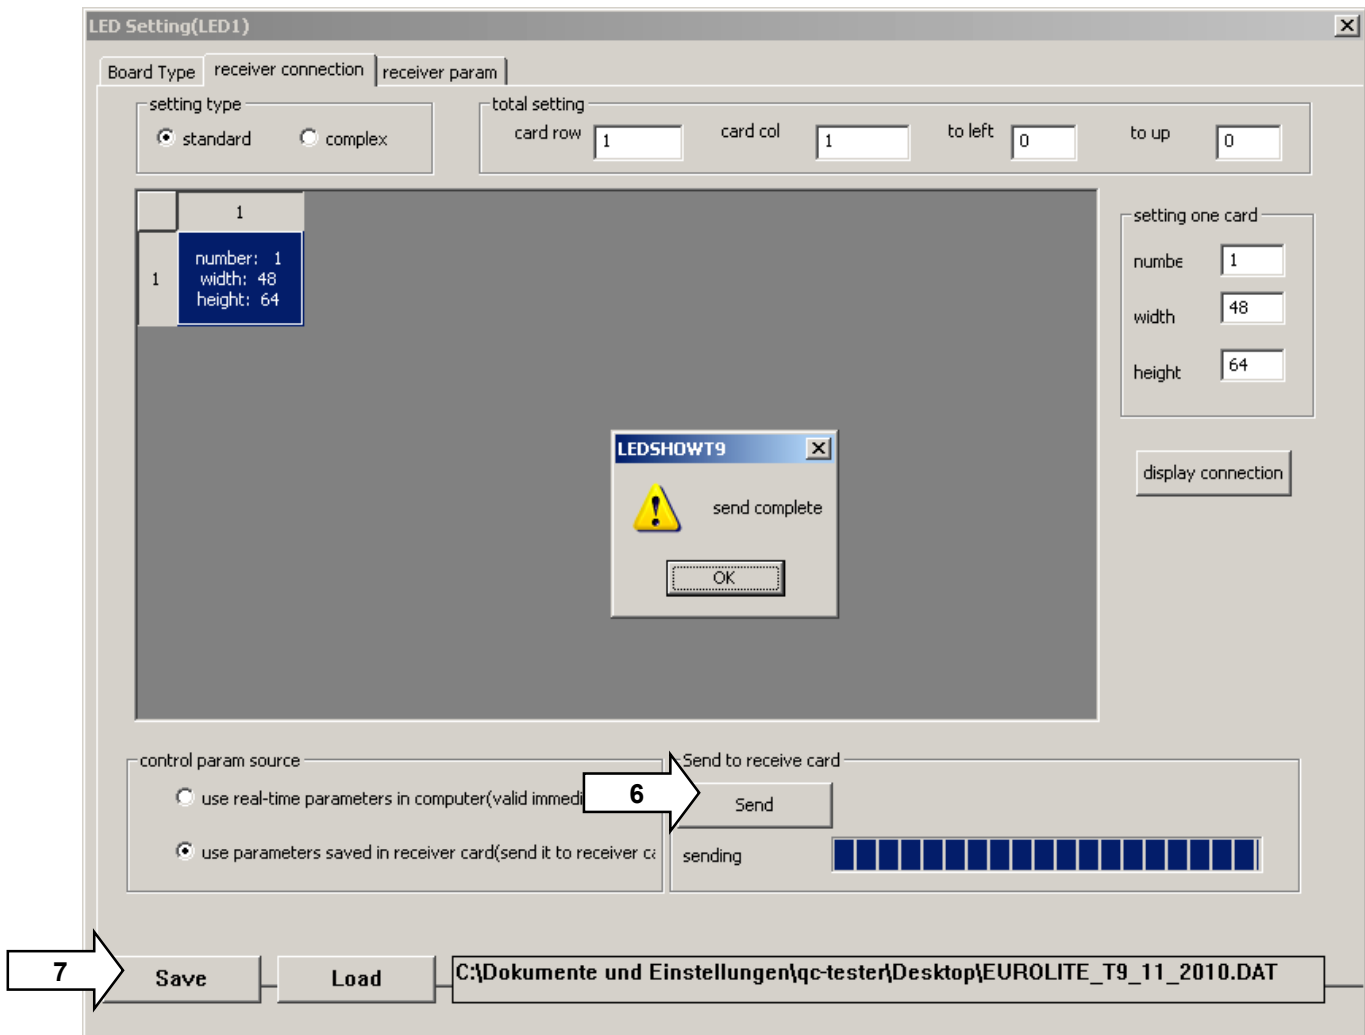 LED Setting(LED1)
Board Type receiver connection receiver param
setting type
standard complex
total setting
card row 1 card col 1 to left 0 to up 0
1
1
number: 1
width: 48
height: 64
setting one card
numbe 1
width 48
height 64
display connection
LEDSHOWT9
send complete
OK
control param source
use real-time parameters in computer(valid immedi
use parameters saved in receiver card(send it to receiver ca
Send to receive card
6
Send
sending
7
Save Load C:\Dokumente und Einstellungen\qc-tester\Desktop\EUROLITE_T9_11_2010.DAT